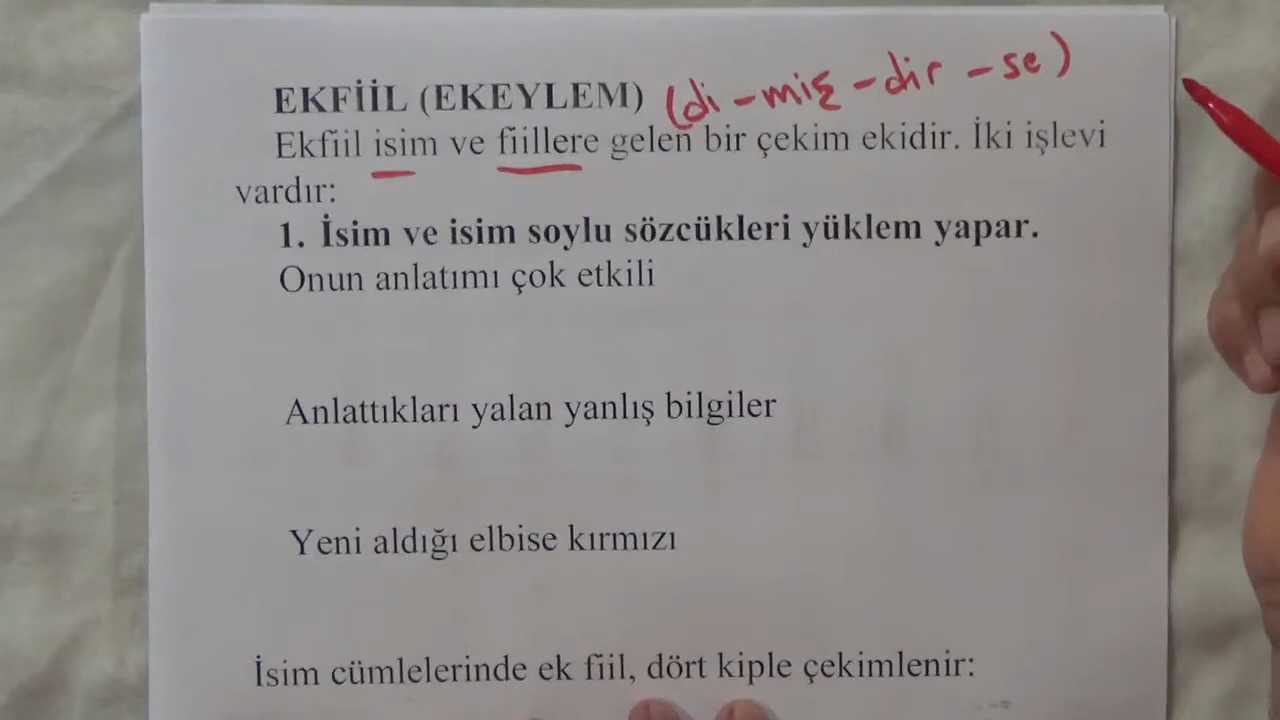 EKFİİL (EKEYLEM) (di -miş -dir -se)
Ekfiil isim ve fiillere gelen bir çekim ekidir. İki işlevi
vardır:
1. İsim ve isim soylu sözcükleri yüklem yapar.
Onun anlatımı çok etkili
Anlattıkları yalan yanlış bilgiler
Yeni aldığı elbise kırmızı
İsim cümlelerinde ek fiil, dört kiple çekimlenir: